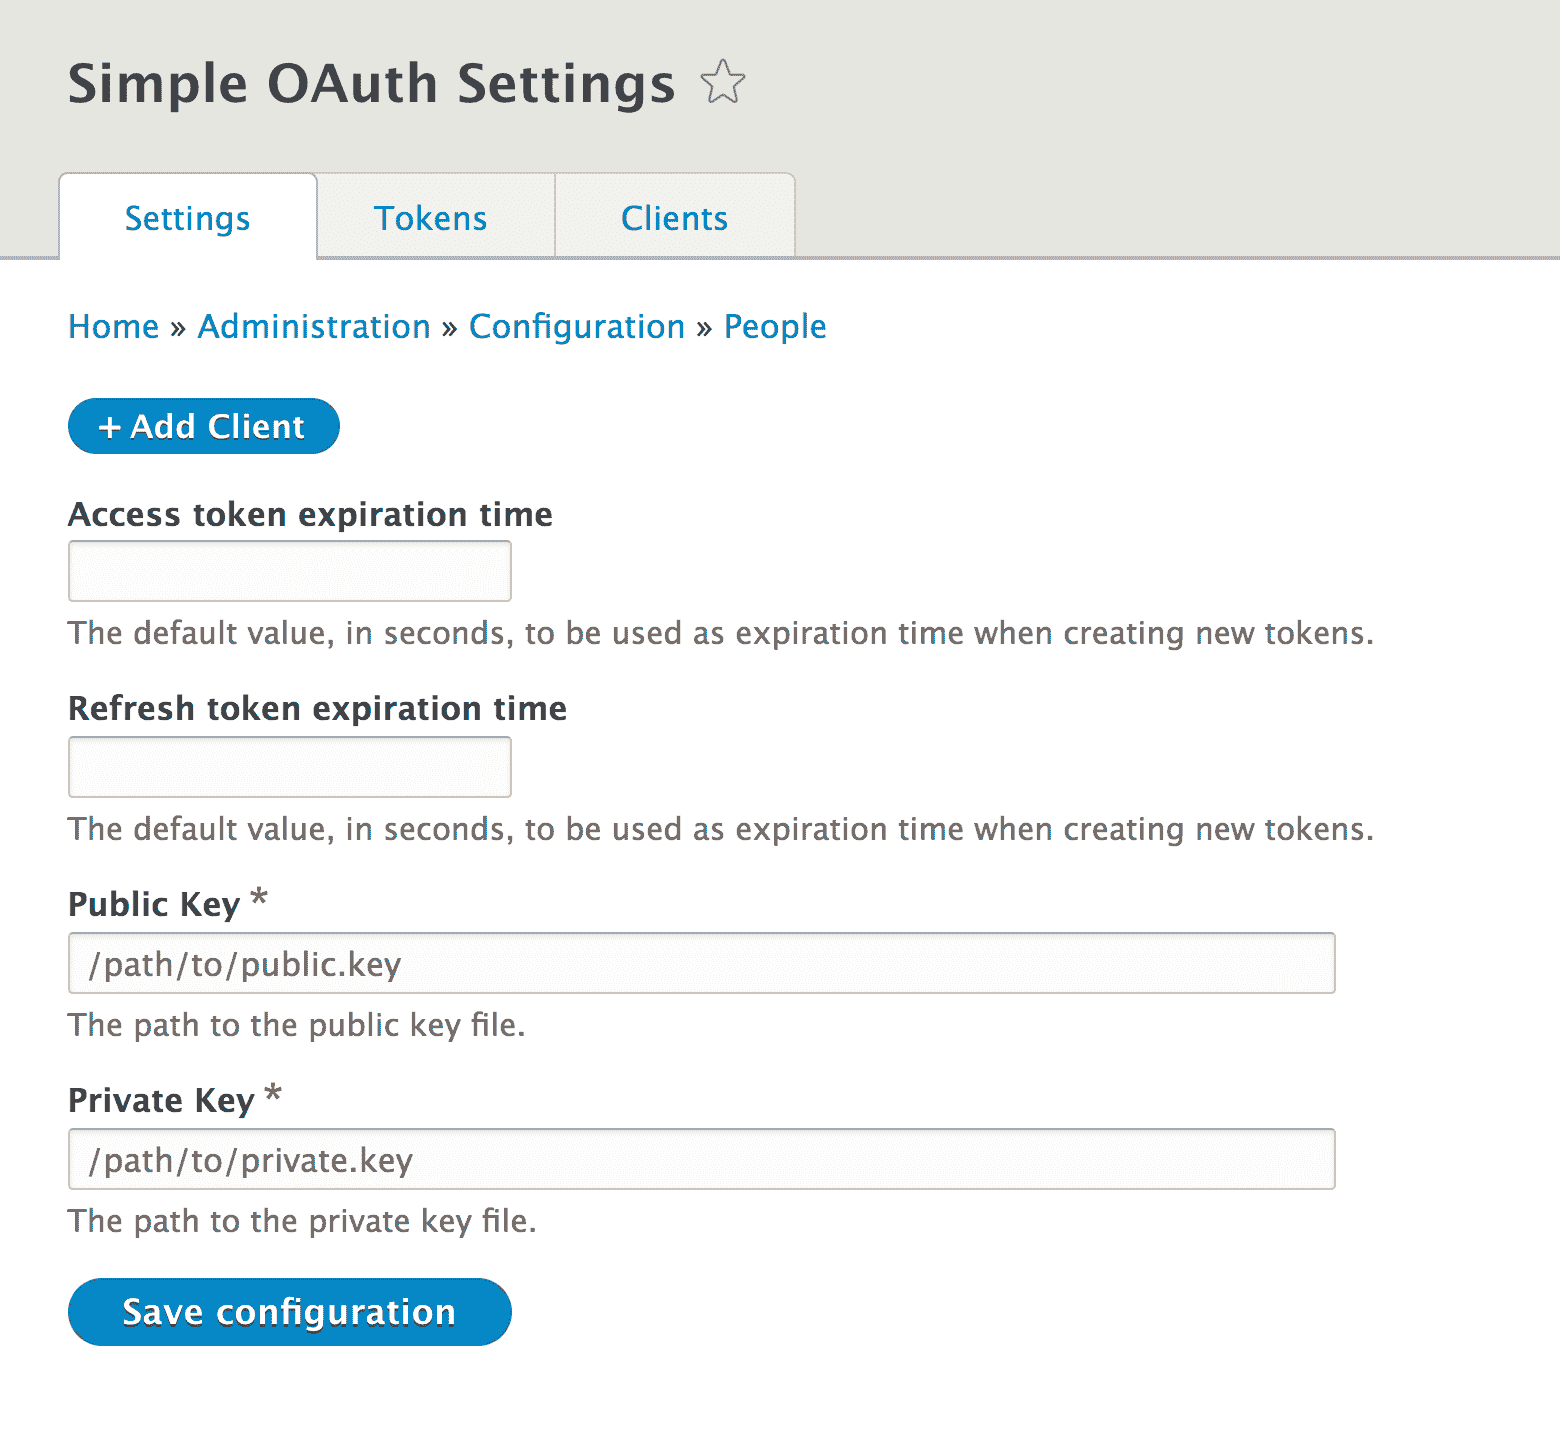 Simple OAuth Settings
Settings Tokens Clients
Home » Administration » Configuration » People
+ Add Client
Access token expiration time
The default value, in seconds, to be used as expiration time when creating new tokens.
Refresh token expiration time
The default value, in seconds, to be used as expiration time when creating new tokens.
Public Key *
/path/to/public.key
The path to the public key file.
Private Key *
/path/to/private.key
The path to the private key file.
Save configuration